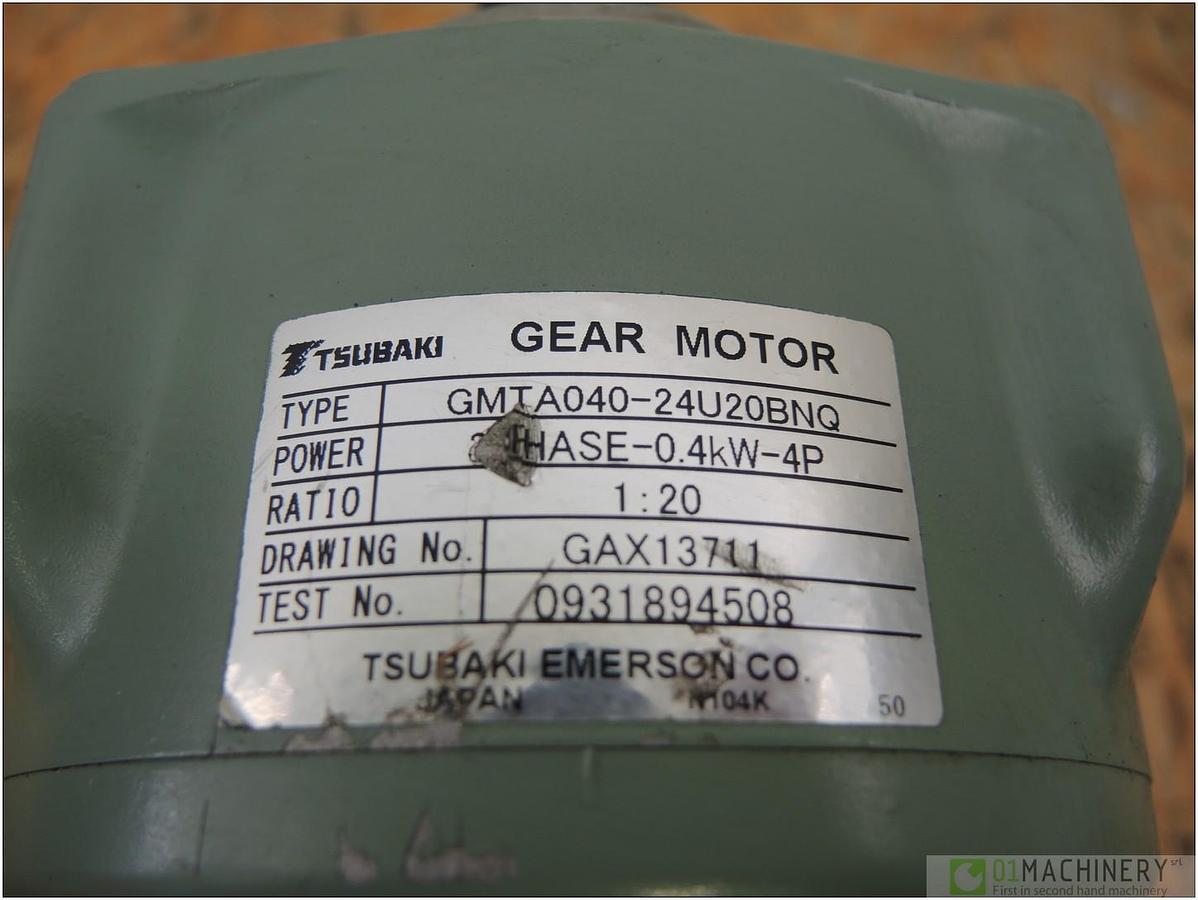 TSUBAKI GEAR MOTOR
TYPE GMTA040-24U20BNQ
POWER 3PHASE-0.4kW-4P
RATIO 1:20
DRAWING No. GAX13711
TEST No. 0931894508
TSUBAKI EMERSON CO.
JAPAN N104K 50
01MACHINERY srl
First in second hand machinery